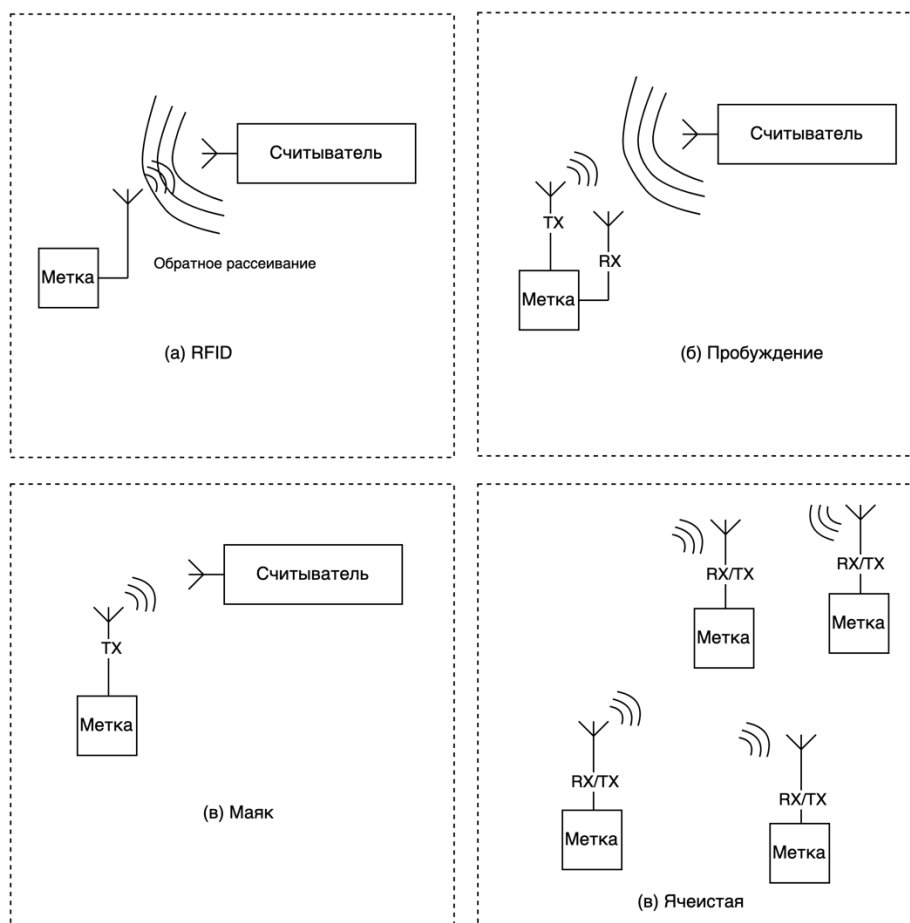 Считыватель
Метка
Обратное рассеивание
(а) RFID
Считыватель
TX
RX
Метка
(б) Пробуждение
Считыватель
TX
Метка
(в) Маяк
RX/TX
RX/TX
Метка
Метка
RX/TX
RX/TX
Метка
Метка
(в) Ячеистая